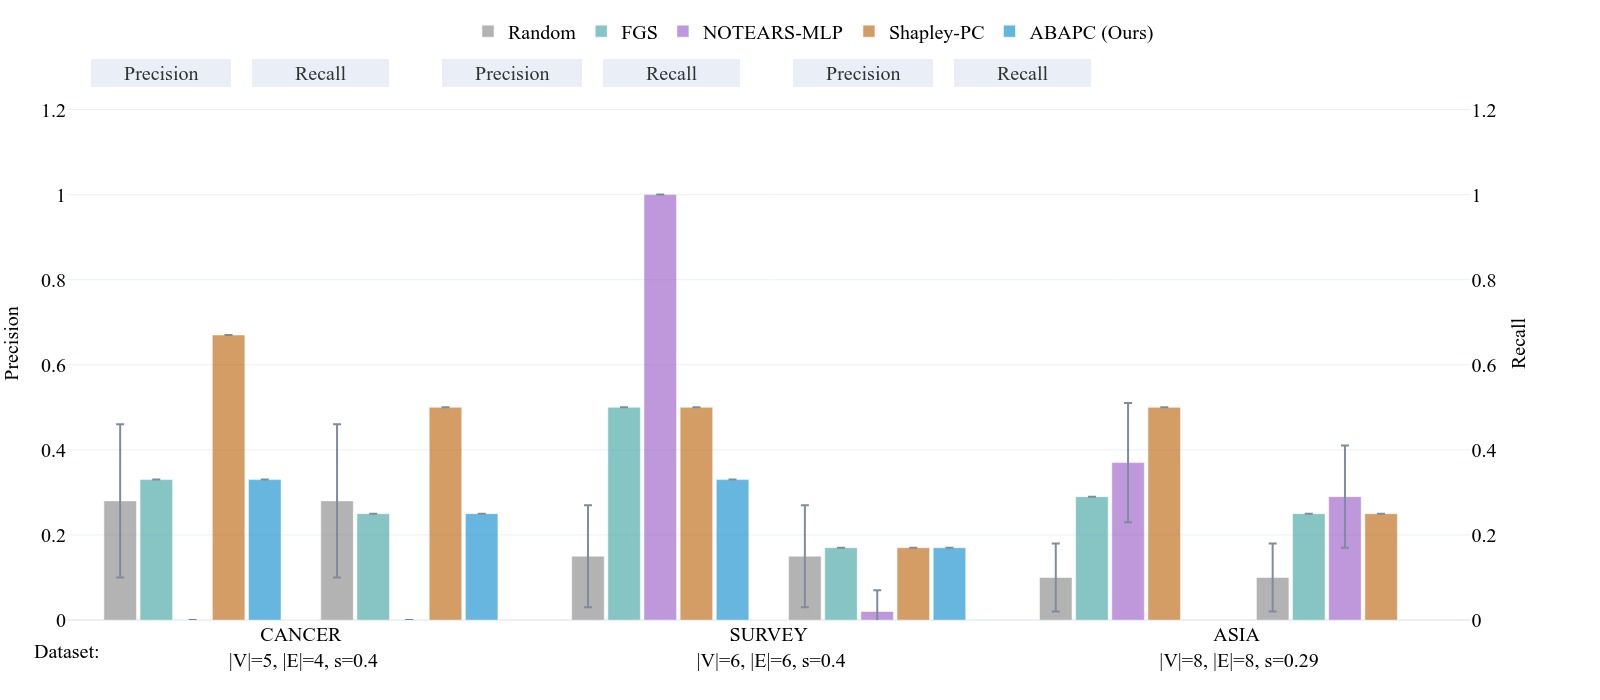 Random FGS NOTEARS-MLP Shapley-PC ABAPC (Ours)
Precision Recall Precision Recall Precision Recall
1.2 1.2
1 1
0.8 0.8
0.6 0.6
0.4 0.4
0.2 0.2
0 0
Precision
Recall
CANCER SURVEY ASIA
Dataset:
|V|=5, |E|=4, s=0.4 |V|=6, |E|=6, s=0.4 |V|=8, |E|=8, s=0.29